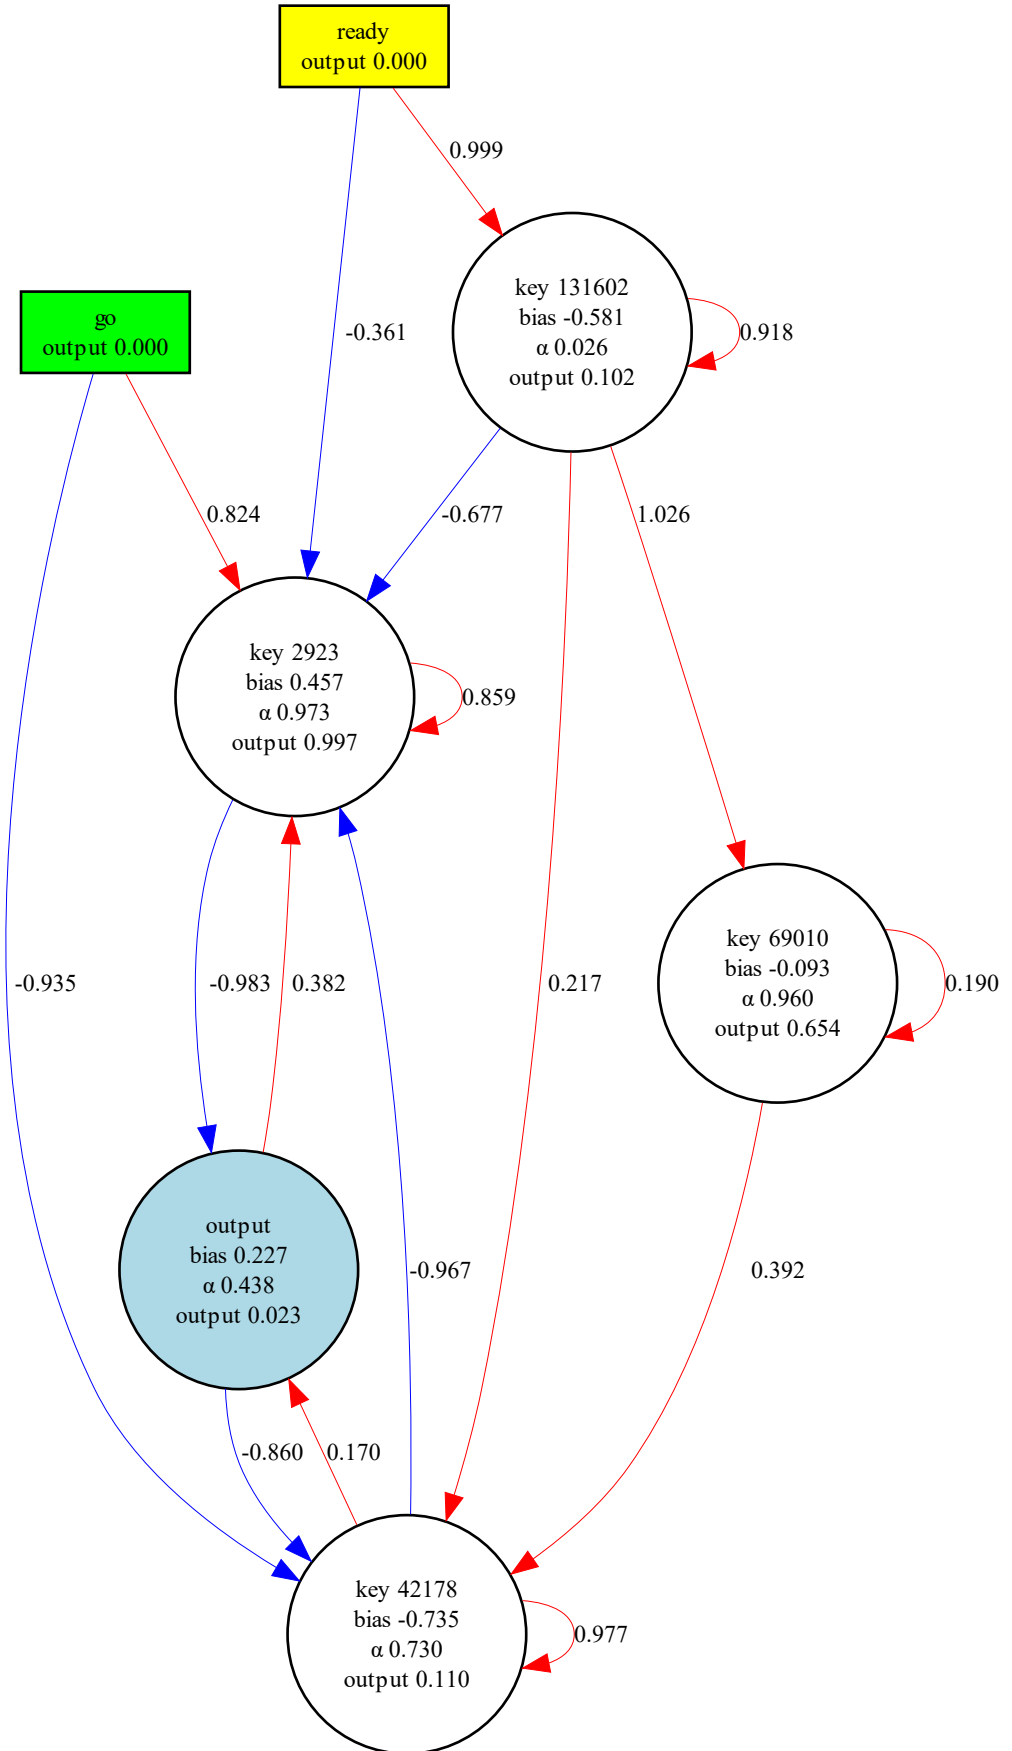 ready
output 0.000
0.999
key 131602
bias -0.581
α 0.026
output 0.102
0.918
go
output 0.000
-0.361
0.824
-0.677
1.026
key 2923
bias 0.457
α 0.973
output 0.997
0.859
key 69010
bias -0.093
α 0.960
output 0.654
0.190
-0.935
-0.983
0.382
0.217
output
bias 0.227
α 0.438
output 0.023
-0.967
0.392
-0.860
0.170
key 42178
bias -0.735
α 0.730
output 0.110
0.977